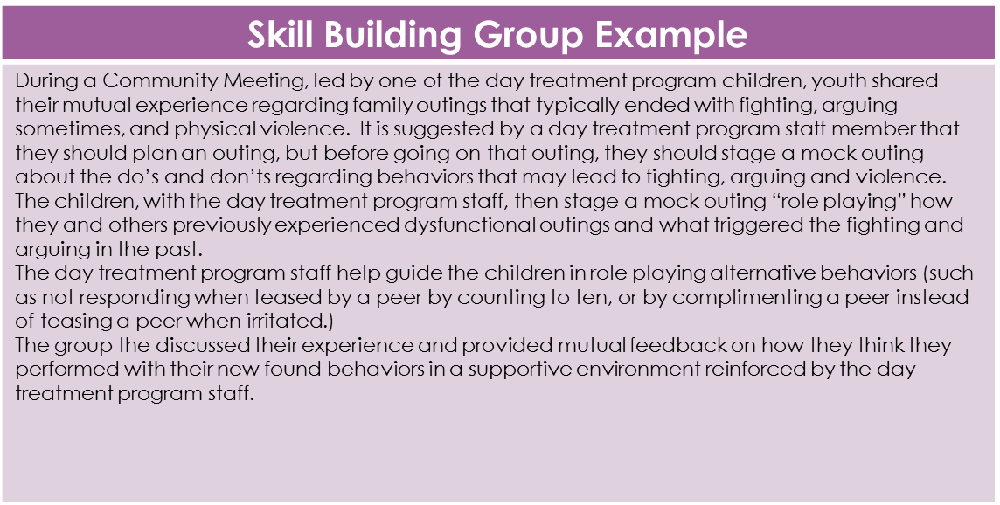 Skill Building Group Example
During a Community Meeting, led by one of the day treatment program children, youth shared
their mutual experience regarding family outings that typically ended with fighting, arguing
sometimes, and physical violence.  It is suggested by a day treatment program staff member that
they should plan an outing, but before going on that outing, they should stage a mock outing
about the do's and don'ts regarding behaviors that may lead to fighting, arguing and violence.
The children, with the day treatment program staff, then stage a mock outing “role playing” how
they and others previously experienced dysfunctional outings and what triggered the fighting and
arguing in the past.
The day treatment program staff help guide the children in role playing alternative behaviors (such
as not responding when teased by a peer by counting to ten, or by complimenting a peer instead
of teasing a peer when irritated.)
The group the discussed their experience and provided mutual feedback on how they think they
performed with their new found behaviors in a supportive environment reinforced by the day
treatment program staff.